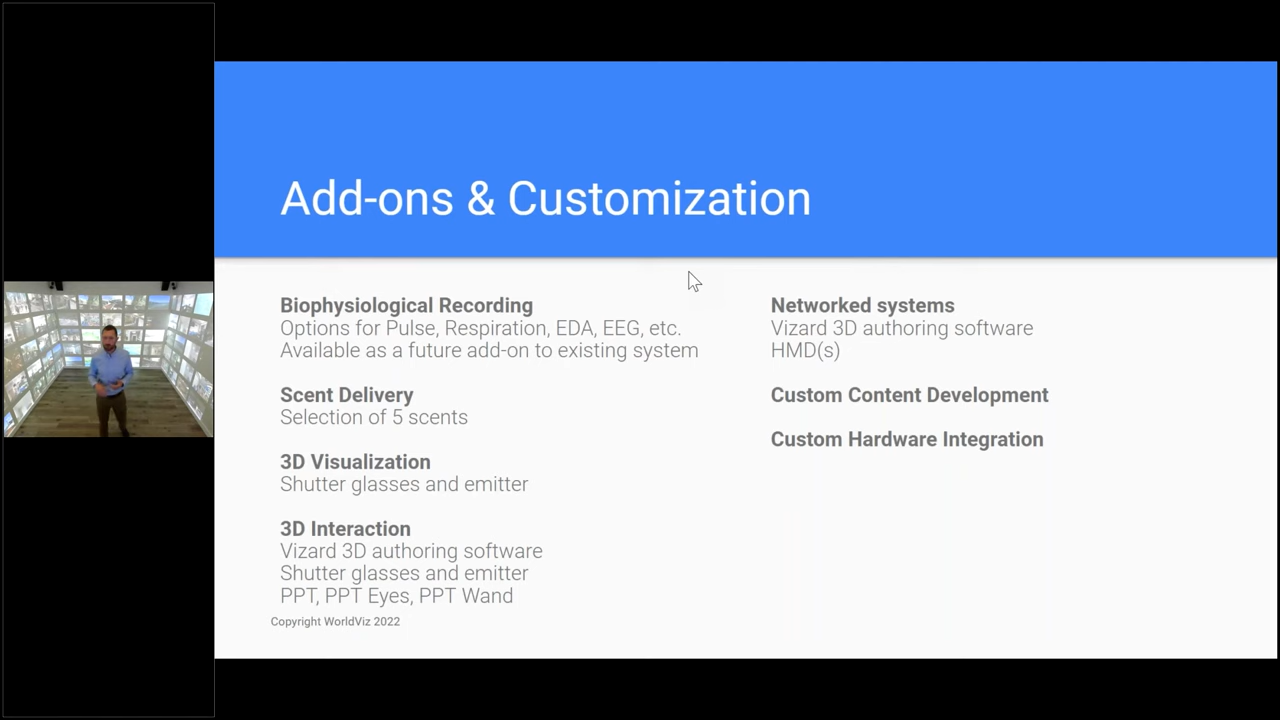 Add-ons & Customization
Biophysiological Recording
Options for Pulse, Respiration, EDA, EEG, etc.
Available as a future add-on to existing system
Scent Delivery
Selection of 5 scents
3D Visualization
Shutter glasses and emitter
3D Interaction
Vizard 3D authoring software
Shutter glasses and emitter
PPT, PPT Eyes, PPT Wand
Copyright WorldViz 2022
Networked systems
Vizard 3D authoring software
HMD(s)
Custom Content Development
Custom Hardware Integration